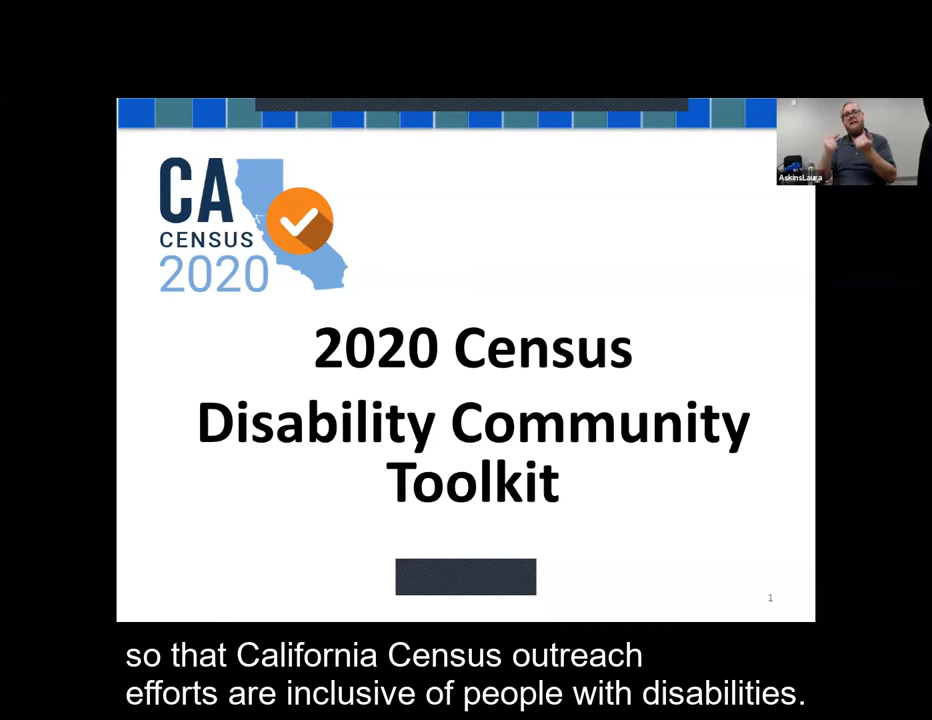 CA
CENSUS
2020
AskinsLaura
2020 Census
Disability Community
Toolkit
1
so that California Census outreach
efforts are inclusive of people with disabilities.